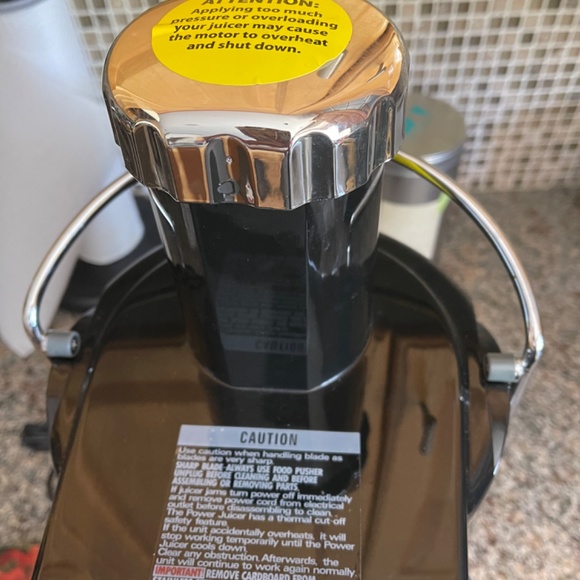 ATTENTION:
Applying too much
pressure or overloading
your juicer may cause
the motor to overheat
and shut down.
CAUTION
Use caution when handling blade as
blades are very sharp.
SHARP BLADE-ALWAYS USE FOOD PUSHER
UNPLUG BEFORE CLEANING AND BEFORE
ASSEMBLING OR REMOVING PARTS.
If juicer jams turn power off immediately
and remove power cord from electrical
outlet before disassembling to clean.
The Power Juicer has a thermal cut-off
safety feature.
If the unit accidentally overheats, it will
stop working temporarily until the Power
Juicer cools down.
Clear any obstruction. Afterwards, the
unit will continue to work again normally.
IMPORTANT! REMOVE CARDBOARD FROM